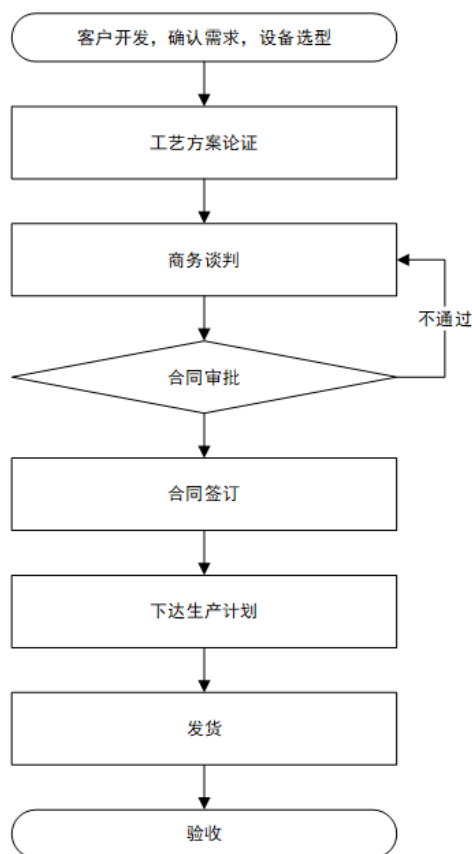 客户开发，确认需求，设备选型
工艺方案论证
商务谈判
不通过
合同审批
合同签订
下达生产计划
发货
验收